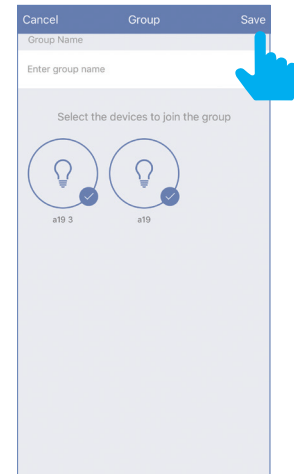 Cancel Group Save
Group Name
Enter group name
Select the devices to join the group
a19 3 a19